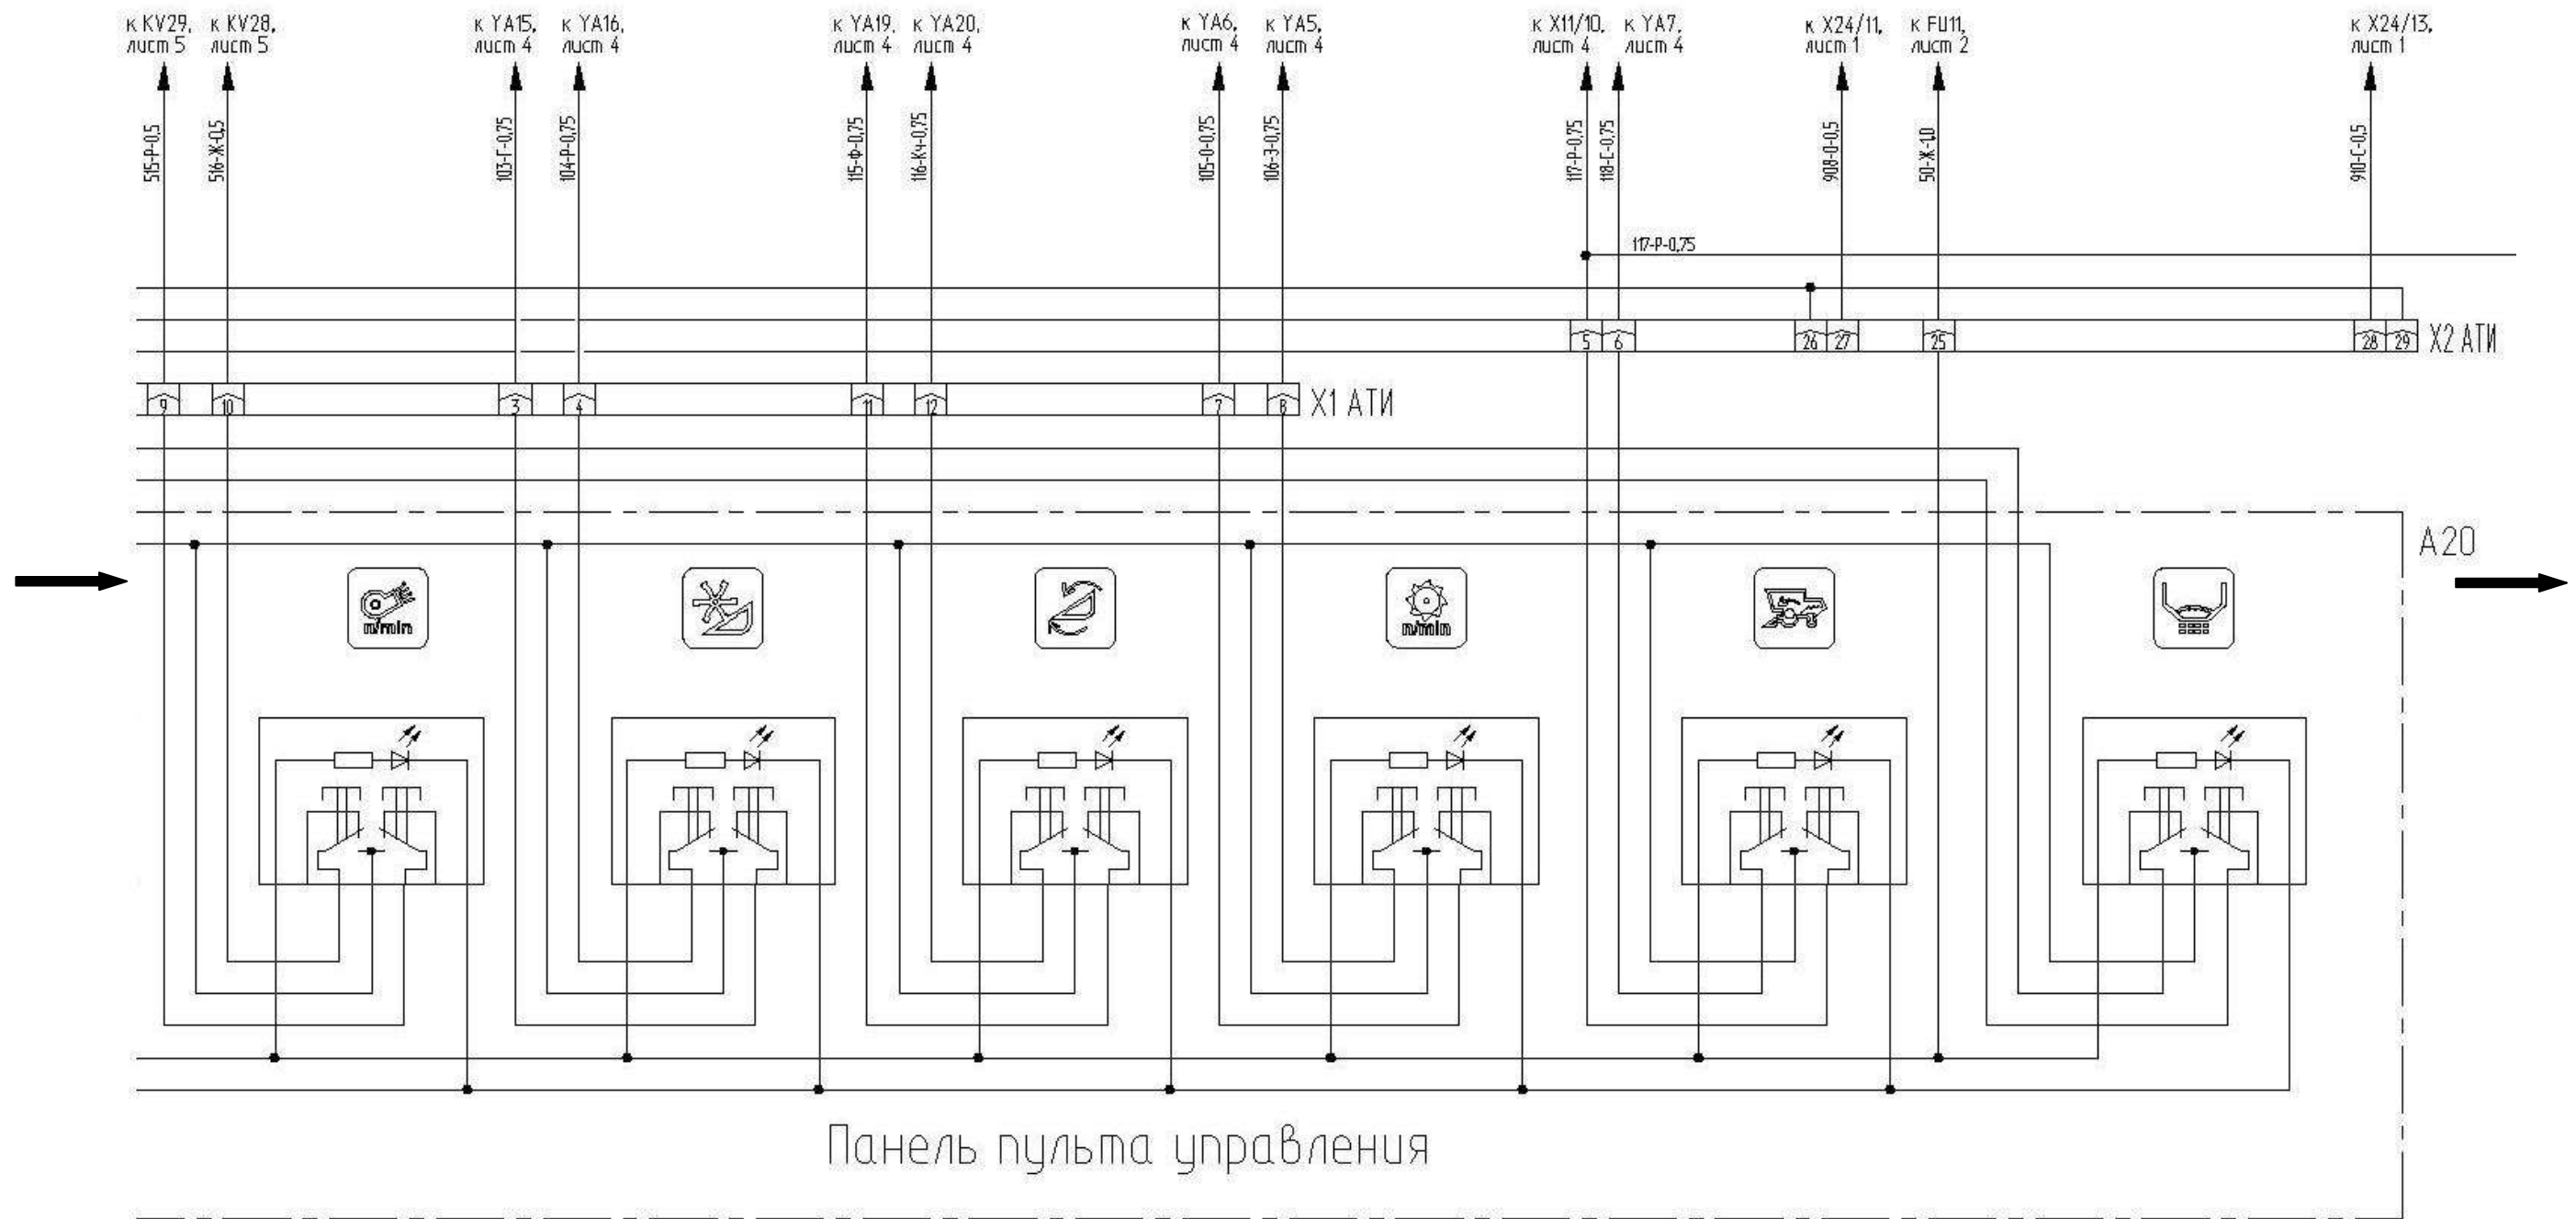 к KV29,
лист 5
к KV28,
лист 5
к YA15,
лист 4
к YA16,
лист 4
к YA19,
лист 4
к YA20,
лист 4
к YA6,
лист 4
к YA5,
лист 4
к X11/10,
лист 4
к YA7,
лист 4
к X24/11,
лист 1
к FU11,
лист 2
к X24/13,
лист 1
515-Р-0,5
516-Ж-0,5
103-Г-0,75
104-Р-0,75
115-Ф-0,75
116-Кч-0,75
105-О-0,75
106-З-0,75
117-Р-0,75
118-С-0,75
908-О-0,5
50-Ж-1,0
910-С-0,5
117-Р-0,75
5
6
26
27
25
28
29
X2 АТИ
9
10
3
4
11
12
7
8
X1 АТИ
A20
n/min
n/min
Панель пульта управления